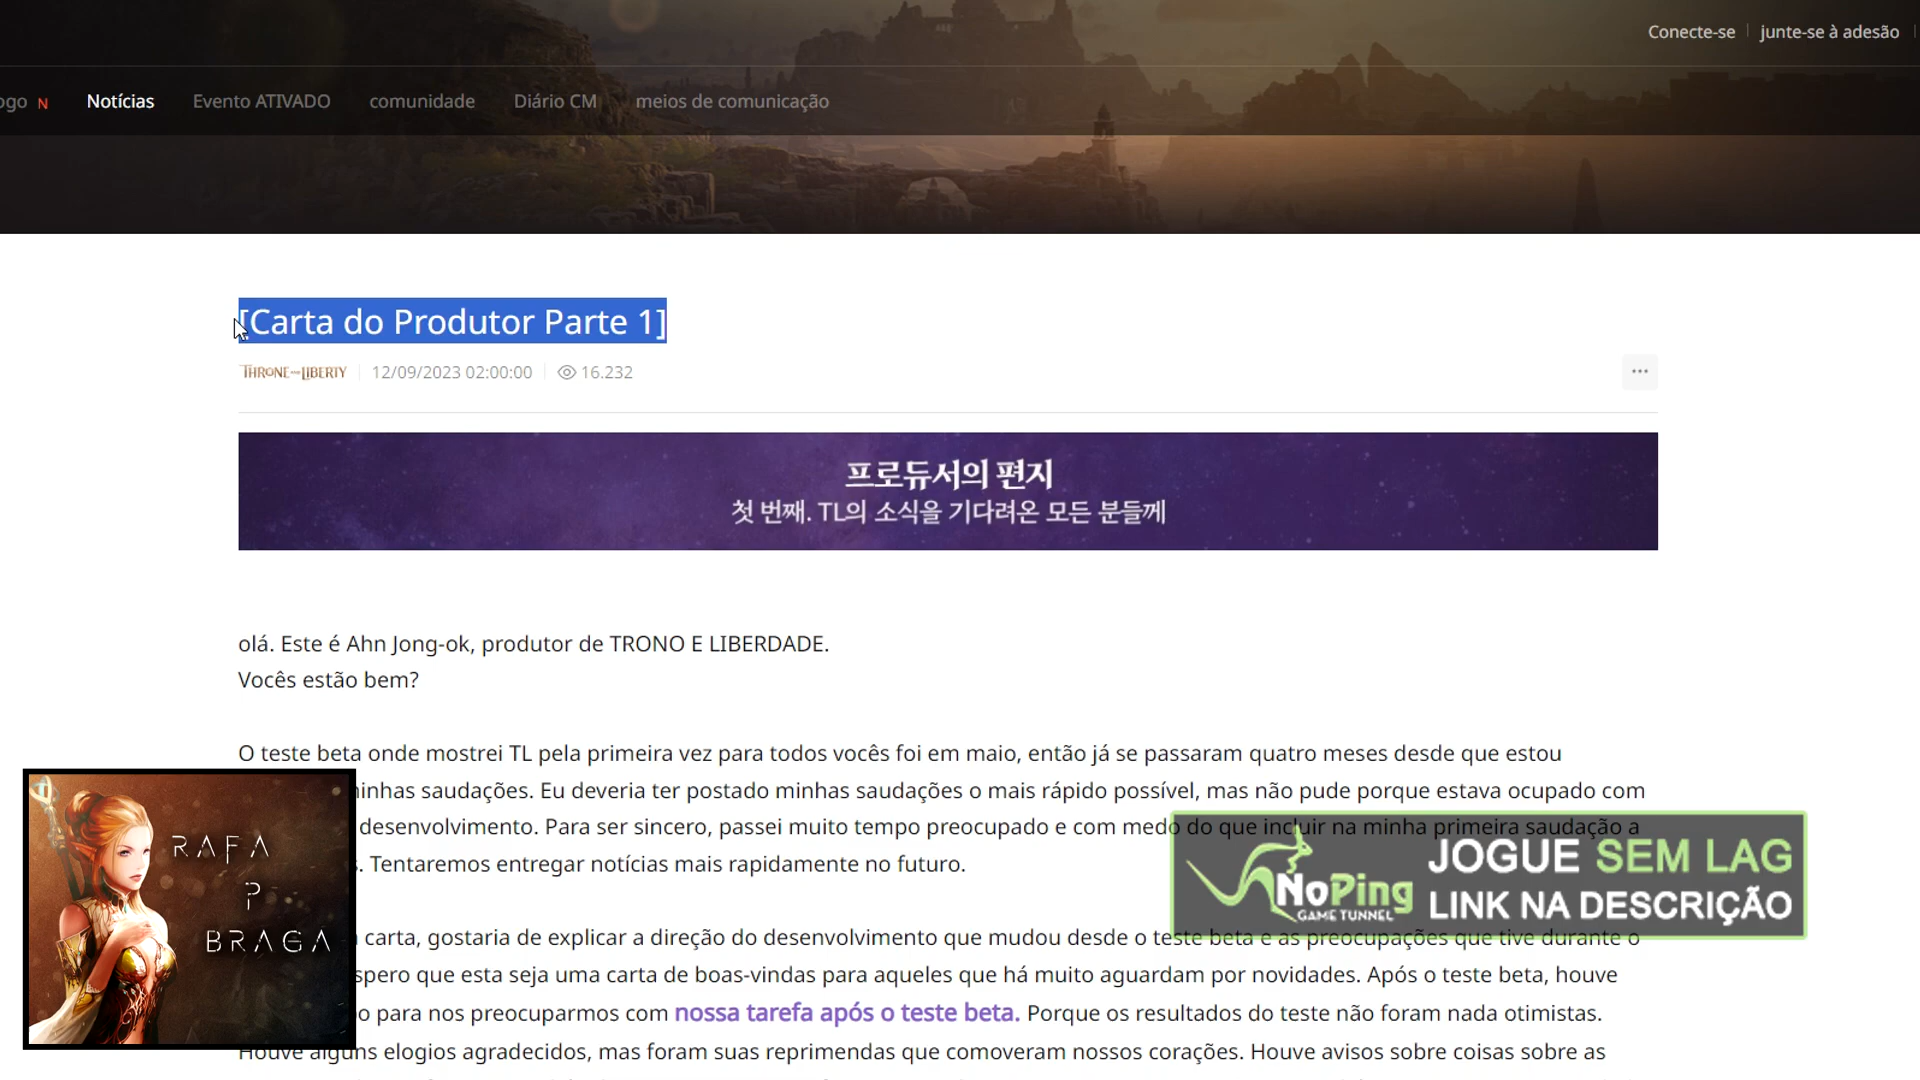 Conecte-se
junte-se à adesão
ogo N
Notícias
Evento ATIVADO
comunidade
Diário CM
meios de comunicação
[Carta do Produtor Parte 1]
THRONE AND LIBERTY
12/09/2023 02:00:00
16.232
프로듀서의 편지
첫 번째. TL의 소식을 기다려온 모든 분들께
olá. Este é Ahn Jong-ok, produtor de TRONO E LIBERDADE.
Vocês estão bem?
O teste beta onde mostrei TL pela primeira vez para todos vocês foi em maio, então já se passaram quatro meses desde que estou
minhas saudações. Eu deveria ter postado minhas saudações o mais rápido possível, mas não pude porque estava ocupado com
desenvolvimento. Para ser sincero, passei muito tempo preocupado e com medo do que incluir na minha primeira saudação a
s. Tentaremos entregar notícias mais rapidamente no futuro.
carta, gostaria de explicar a direção do desenvolvimento que mudou desde o teste beta e as preocupações que tive durante o
spero que esta seja uma carta de boas-vindas para aqueles que há muito aguardam por novidades. Após o teste beta, houve
o para nos preocuparmos com nossa tarefa após o teste beta. Porque os resultados do teste não foram nada otimistas.
Houve alguns elogios agradecidos, mas foram suas reprimendas que comoveram nossos corações. Houve avisos sobre coisas sobre as
RAFA
P
BRAGA
NoPing
GAME TUNNEL
JOGUE SEM LAG
LINK NA DESCRIÇÃO